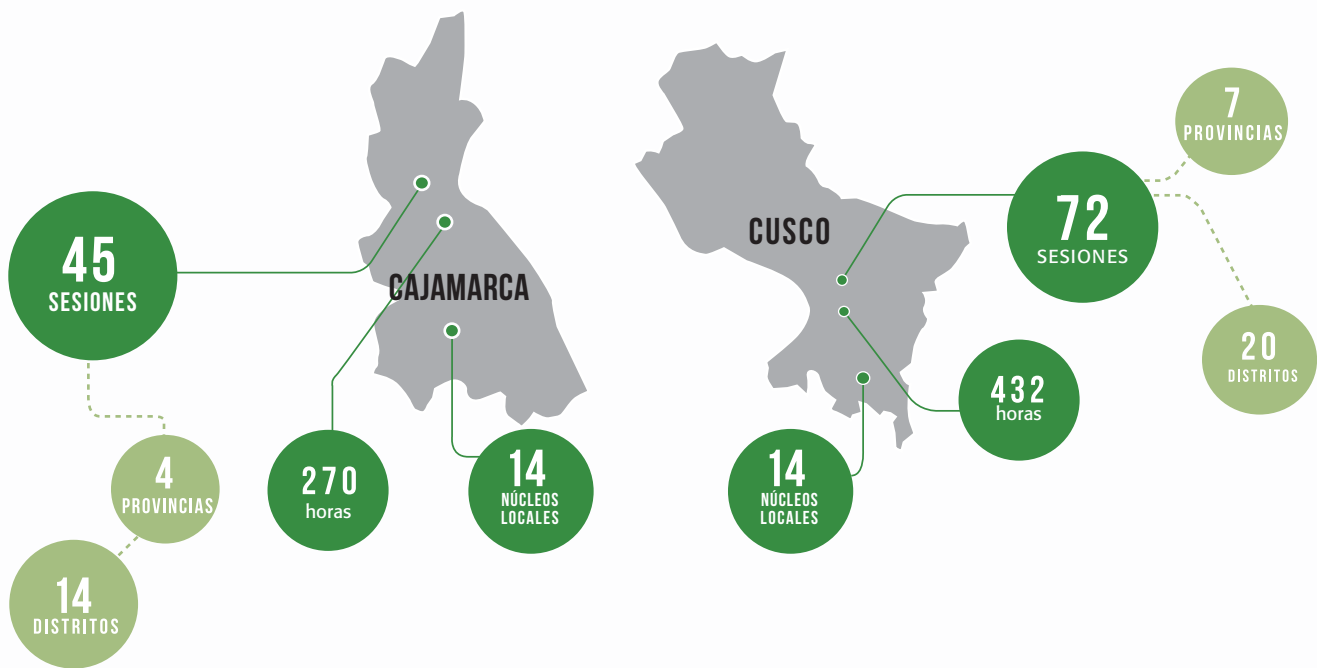 CAJAMARCA
45
SESIONES
4
PROVINCIAS
14
DISTRITOS
270
horas
14
NÚCLEOS
LOCALES
CUSCO
72
SESIONES
7
PROVINCIAS
20
DISTRITOS
432
horas
14
NÚCLEOS
LOCALES